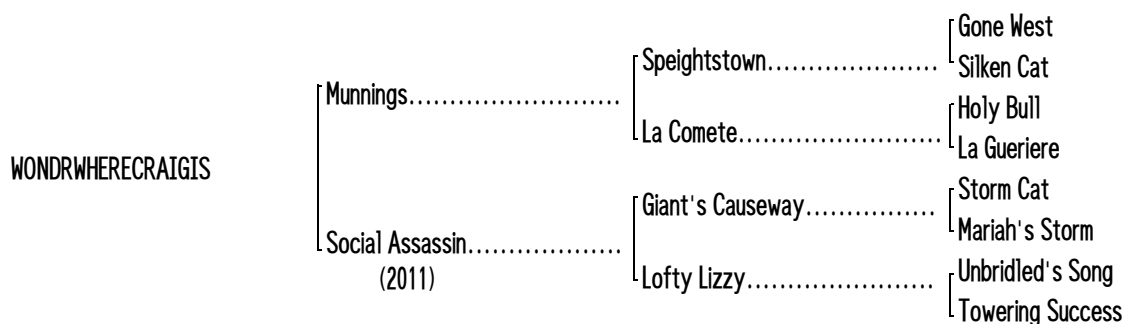 Gone West
Speightstown.....................
Silken Cat
Munnings..........................
Holy Bull
La Comete.........................
La Gueriere
WONDRWHERECRAIGIS
Storm Cat
Giant's Causeway................
Mariah's Storm
Social Assassin...................
(2011)
Unbridled's Song
Lofty Lizzy.......................
Towering Success